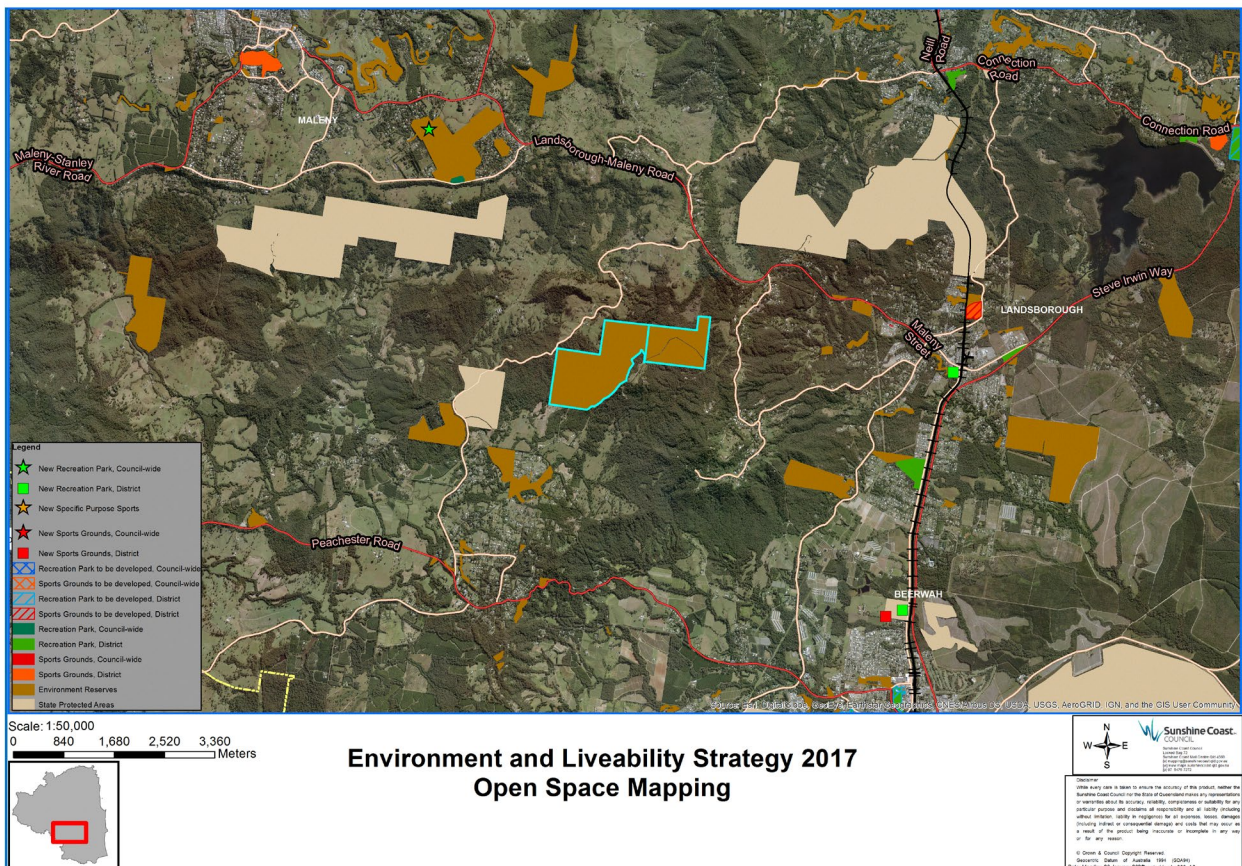 Neill
Road
Connection
Road
MALENY
Connection Road
Landsborough-Maleny Road
Maleny-Stanley
River Road
Steve Irwin Way
LANDSBOROUGH
Maleny
Street
Peachester Road
BEERWAH
Legend
New Recreation Park, Council-wide
New Recreation Park, District
New Specific Purpose Sports
New Sports Grounds, Council-wide
New Sports Grounds, District
Recreation Park to be developed, Council-wide
Sports Grounds to be developed, Council-wide
Recreation Park to be developed, District
Sports Grounds to be developed, District
Recreation Park, Council-wide
Recreation Park, District
Sports Grounds, Council-wide
Sports Grounds, District
Environment Reserves
State Protected Areas
USGS, AeroGRID, IGN, and the GIS User Community
Scale: 1:50,000
0 840 1,680 2,520 3,360
Meters
Environment and Liveability Strategy 2017
Open Space Mapping
N
W E
S
Sunshine Coast
COUNCIL
Disclaimer
While every care is taken to ensure the accuracy of this product, neither the
Sunshine Coast Council nor the State of Queensland makes any representations
or warranties about its accuracy, reliability, completeness or suitability for any
particular purpose and disclaims all responsibility and all liability (including
without limitation, liability in negligence) for all expenses, losses, damages
(including indirect or consequential damage) and costs that may occur as
a result of the product being inaccurate or incomplete in any way
or for any reason.
© Crown & Council Copyright Reserved.
Geocentric Datum of Australia 1994 (GDA94)